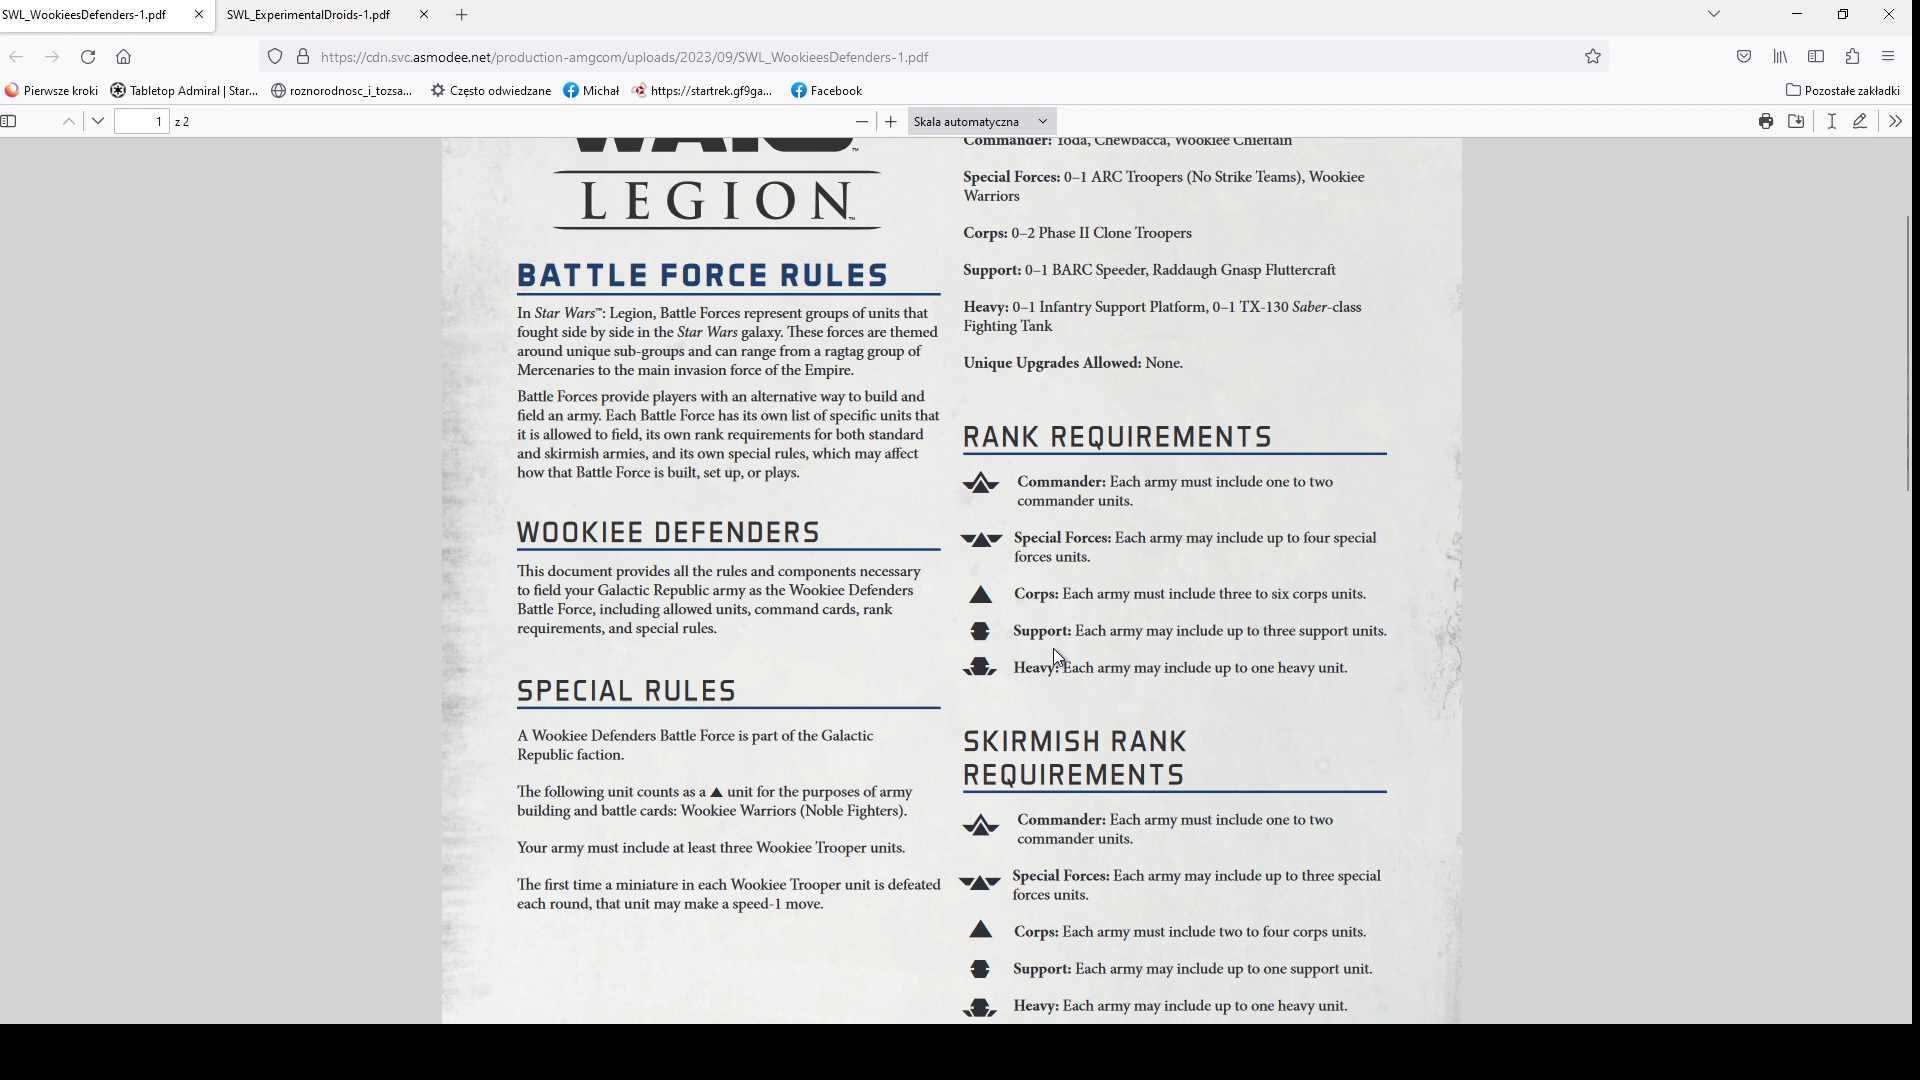 SWL_WookieesDefenders-1.pdf
SWL_ExperimentalDroids-1.pdf
https://cdn.svc.asmodee.net/production-amgcom/uploads/2023/09/SWL_WookieesDefenders-1.pdf
Pierwsze kroki
Tabletop Admiral | Star...
roznorodnosc_i_tozsa...
Często odwiedzane
Michał
https://startrek.gf9ga...
Facebook
Pozostałe zakładki
1
z 2
Skala automatyczna
WARS
LEGION
BATTLE FORCE RULES
In Star Wars™: Legion, Battle Forces represent groups of units that
fought side by side in the Star Wars galaxy. These forces are themed
around unique sub-groups and can range from a ragtag group of
Mercenaries to the main invasion force of the Empire.
Battle Forces provide players with an alternative way to build and
field an army. Each Battle Force has its own list of specific units that
it is allowed to field, its own rank requirements for both standard
and skirmish armies, and its own special rules, which may affect
how that Battle Force is built, set up, or plays.
WOOKIEE DEFENDERS
This document provides all the rules and components necessary
to field your Galactic Republic army as the Wookiee Defenders
Battle Force, including allowed units, command cards, rank
requirements, and special rules.
SPECIAL RULES
A Wookiee Defenders Battle Force is part of the Galactic
Republic faction.
The following unit counts as a ▲ unit for the purposes of army
building and battle cards: Wookiee Warriors (Noble Fighters).
Your army must include at least three Wookiee Trooper units.
The first time a miniature in each Wookiee Trooper unit is defeated
each round, that unit may make a speed-1 move.
Commander: Yoda, Chewbacca, Wookiee Chieftain
Special Forces: 0–1 ARC Troopers (No Strike Teams), Wookiee
Warriors
Corps: 0–2 Phase II Clone Troopers
Support: 0–1 BARC Speeder, Raddaugh Gnasp Fluttercraft
Heavy: 0–1 Infantry Support Platform, 0–1 TX-130 Saber-class
Fighting Tank
Unique Upgrades Allowed: None.
RANK REQUIREMENTS
Commander: Each army must include one to two
commander units.
Special Forces: Each army may include up to four special
forces units.
Corps: Each army must include three to six corps units.
Support: Each army may include up to three support units.
Heavy: Each army may include up to one heavy unit.
SKIRMISH RANK
REQUIREMENTS
Commander: Each army must include one to two
commander units.
Special Forces: Each army may include up to three special
forces units.
Corps: Each army must include two to four corps units.
Support: Each army may include up to one support unit.
Heavy: Each army may include up to one heavy unit.